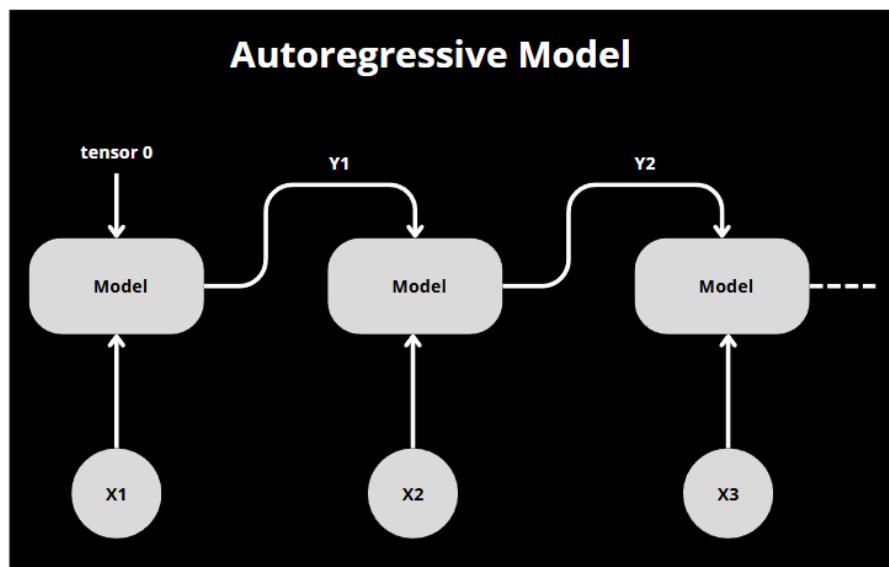 Autoregressive Model
tensor 0
Y1
Y2
Model
Model
Model
X1
X2
X3